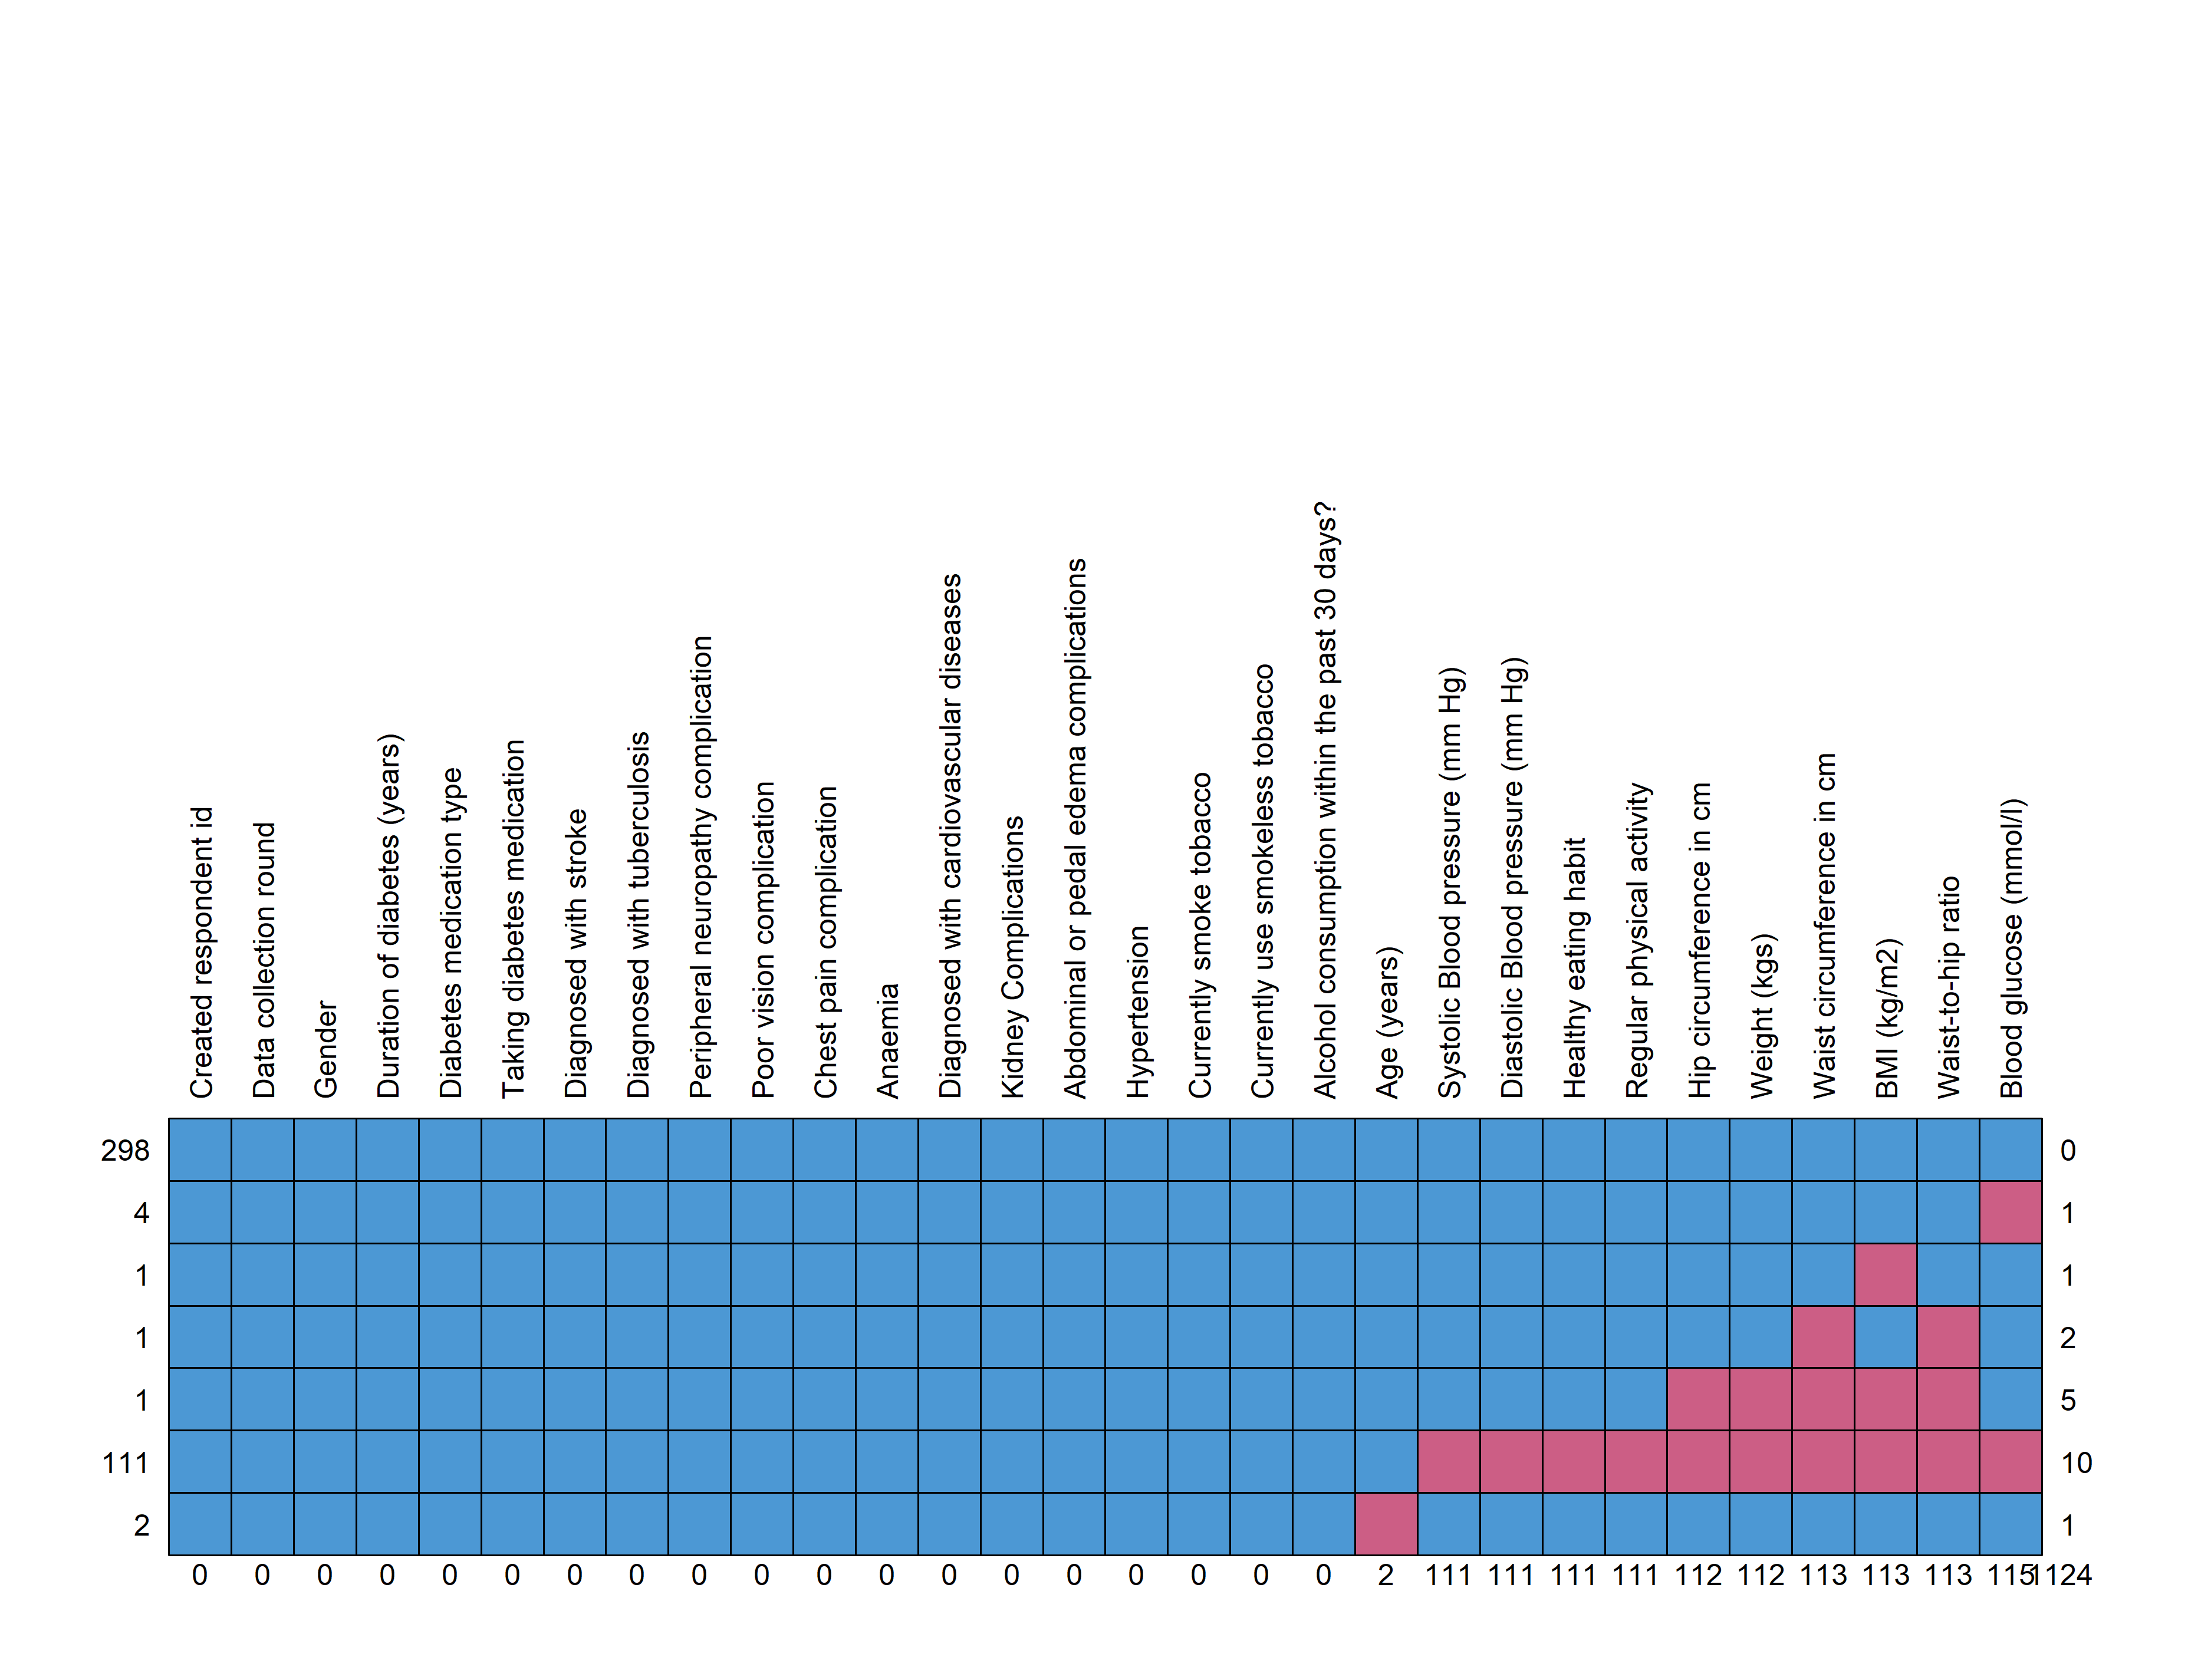 Created respondent id
Data collection round
Gender
Duration of diabetes (years)
Diabetes medication type
Taking diabetes medication
Diagnosed with stroke
Diagnosed with tuberculosis
Peripheral neuropathy complication
Poor vision complication
Chest pain complication
Anaemia
Diagnosed with cardiovascular diseases
Kidney Complications
Abdominal or pedal edema complications
Hypertension
Currently smoke tobacco
Currently use smokeless tobacco
Alcohol consumption within the past 30 days?
Age (years)
Systolic Blood pressure (mm Hg)
Diastolic Blood pressure (mm Hg)
Healthy eating habit
Regular physical activity
Hip circumference in cm
Weight (kgs)
Waist circumference in cm
BMI (kg/m2)
Waist-to-hip ratio
Blood glucose (mmol/l)
298 0
4 1
1 1
1 2
1 5
111 10
2 1
0 0 0 0 0 0 0 0 0 0 0 0 0 0 0 0 0 0 0 2 111 111 111 111 112 112 113 113 113 115 1124